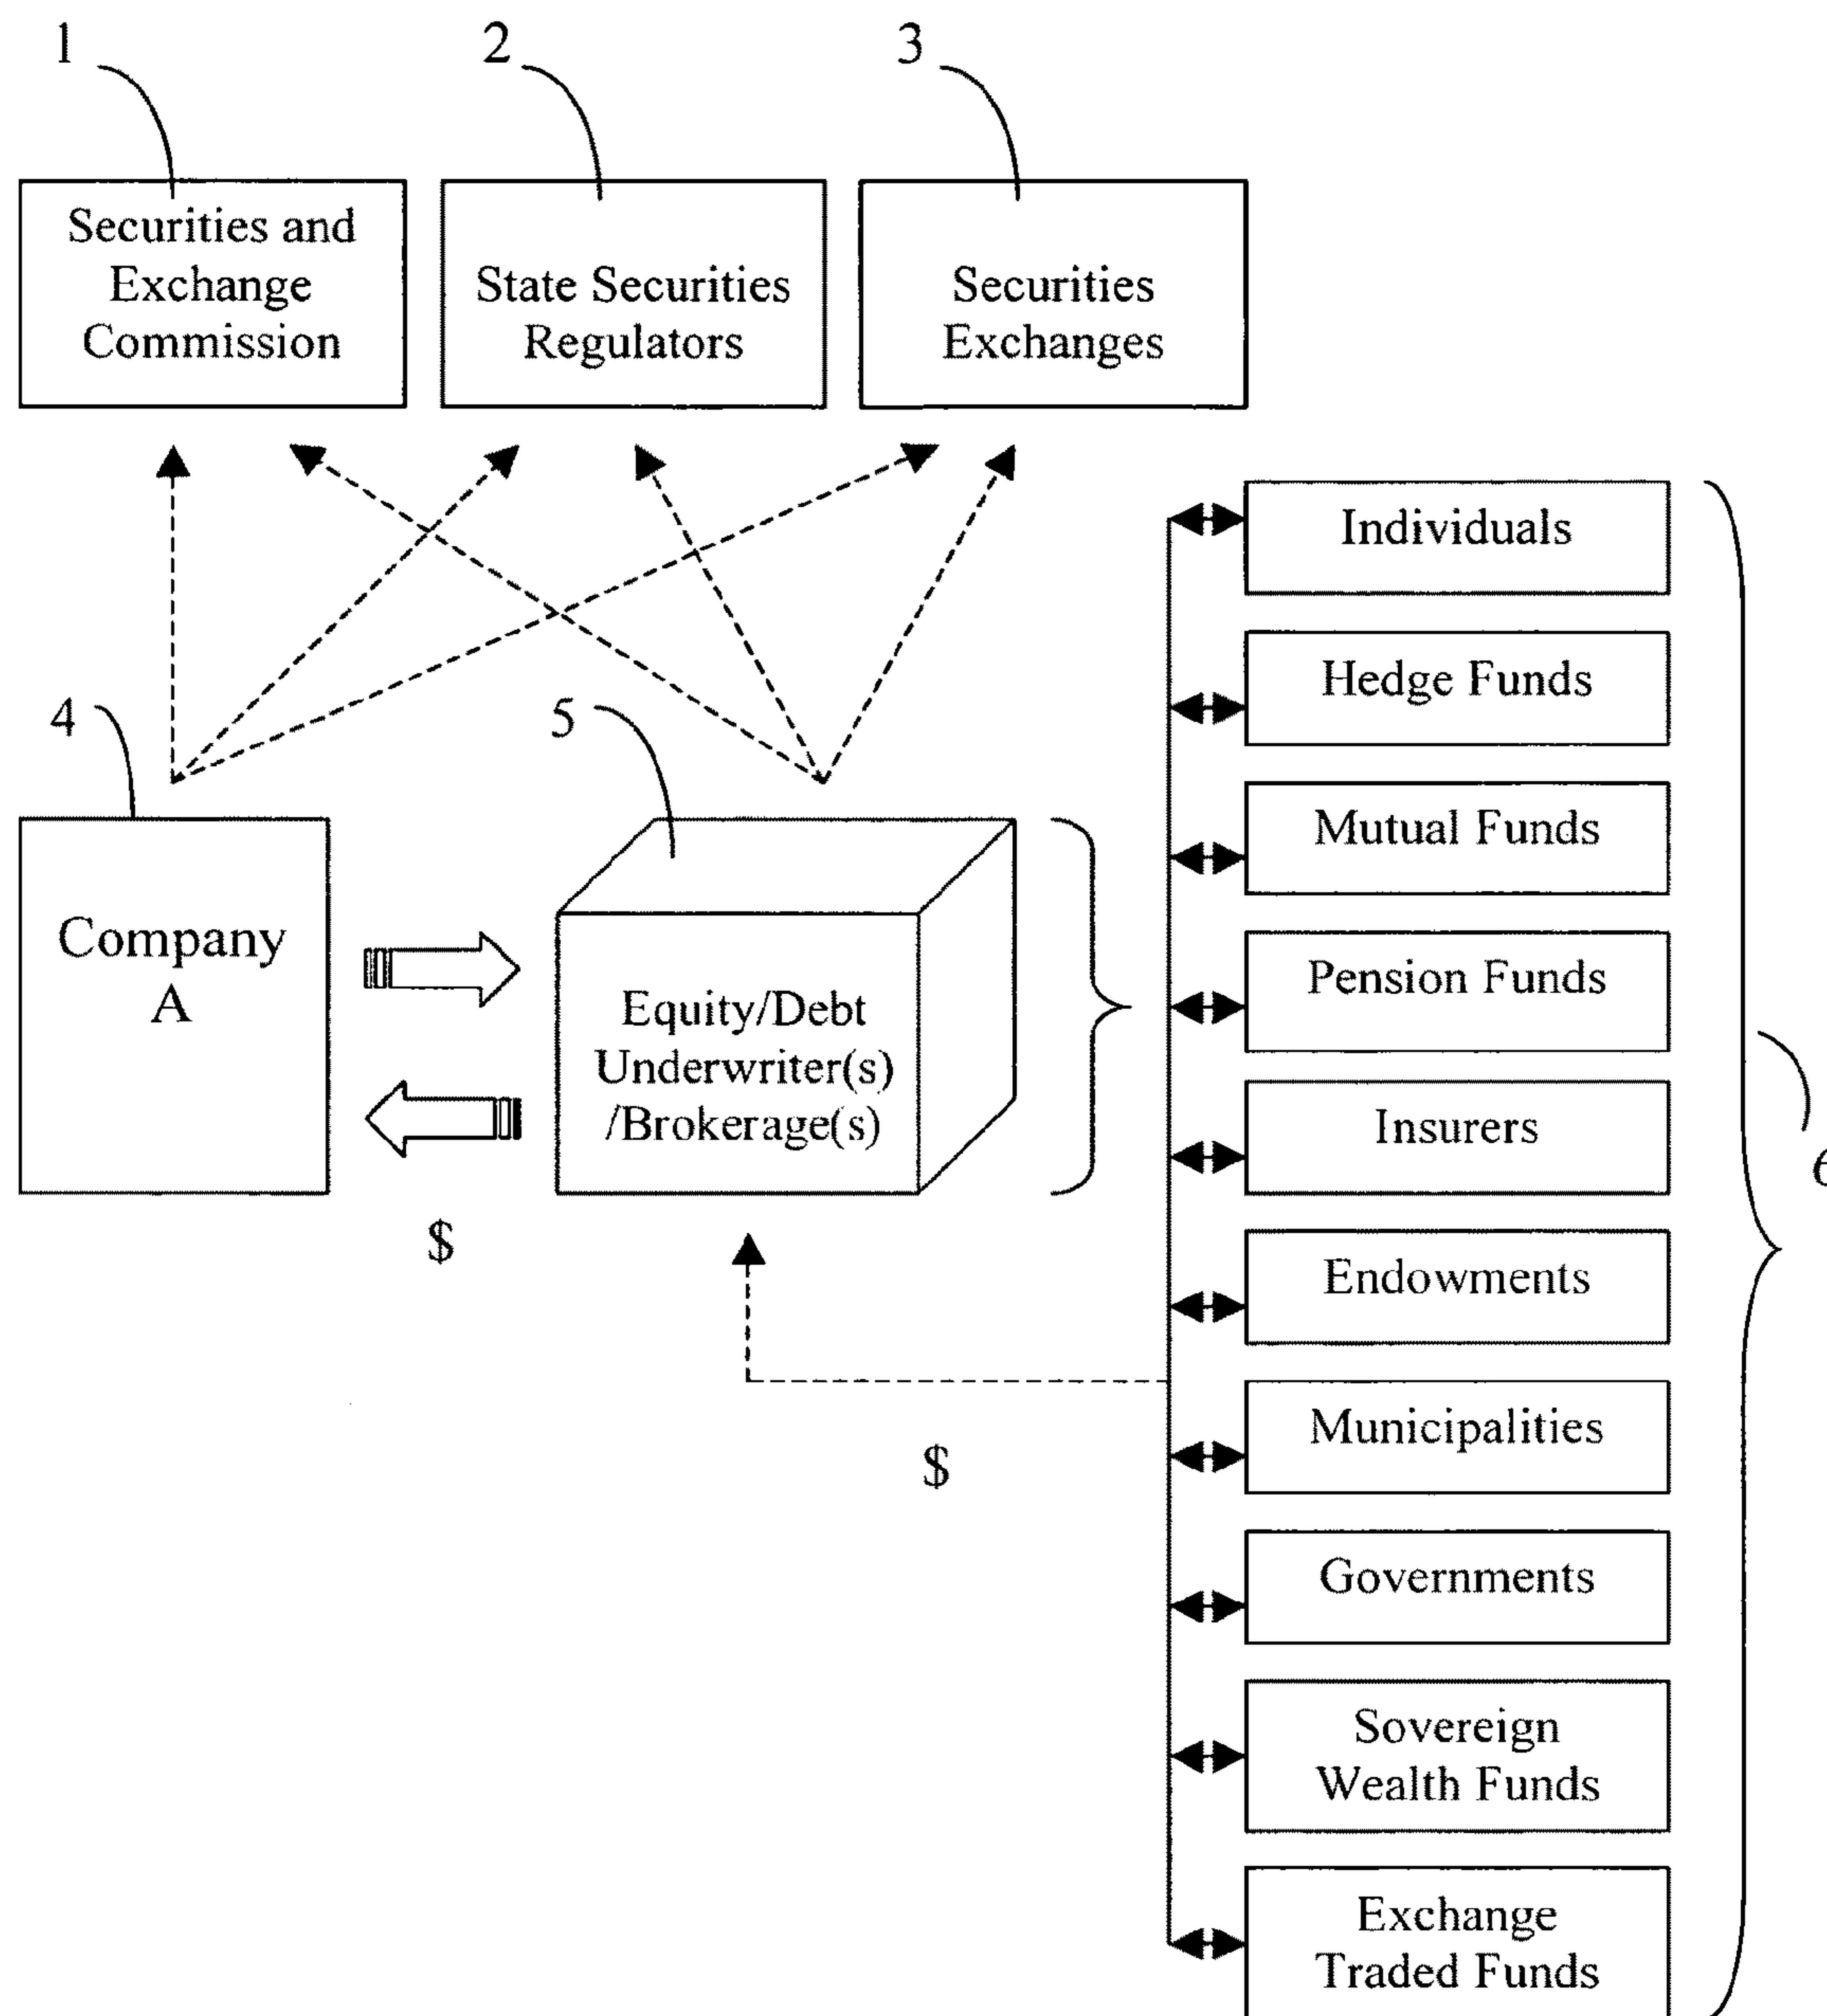 1
2
3
Securities and
Exchange
Commission
State Securities
Regulators
Securities
Exchanges
4
5
Company
A
Equity/Debt
Underwriter(s)
/Brokerage(s)
$
$
Individuals
Hedge Funds
Mutual Funds
Pension Funds
Insurers
Endowments
Municipalities
Governments
Sovereign
Wealth Funds
Exchange
Traded Funds
6